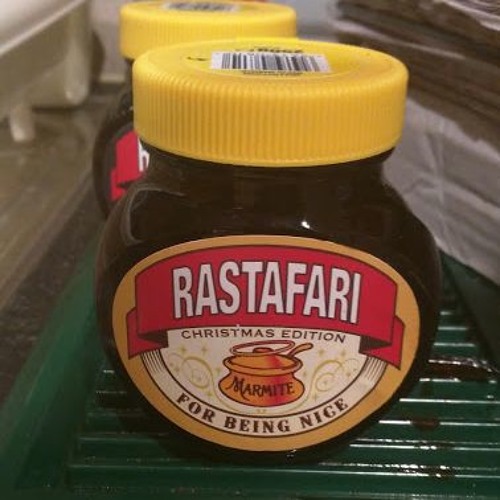 RASTAFARI
CHRISTMAS EDITION
MARMITE
FOR BEING NICE